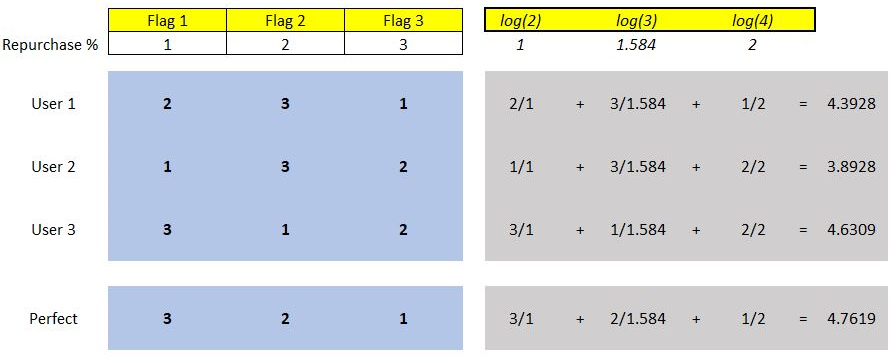 Flag 1 Flag 2 Flag 3 log(2) log(3) log(4)
Repurchase % 1 2 3 1 1.584 2
User 1 2 3 1 2/1 + 3/1.584 + 1/2 = 4.3928
User 2 1 3 2 1/1 + 3/1.584 + 2/2 = 3.8928
User 3 3 1 2 3/1 + 1/1.584 + 2/2 = 4.6309
Perfect 3 2 1 3/1 + 2/1.584 + 1/2 = 4.7619